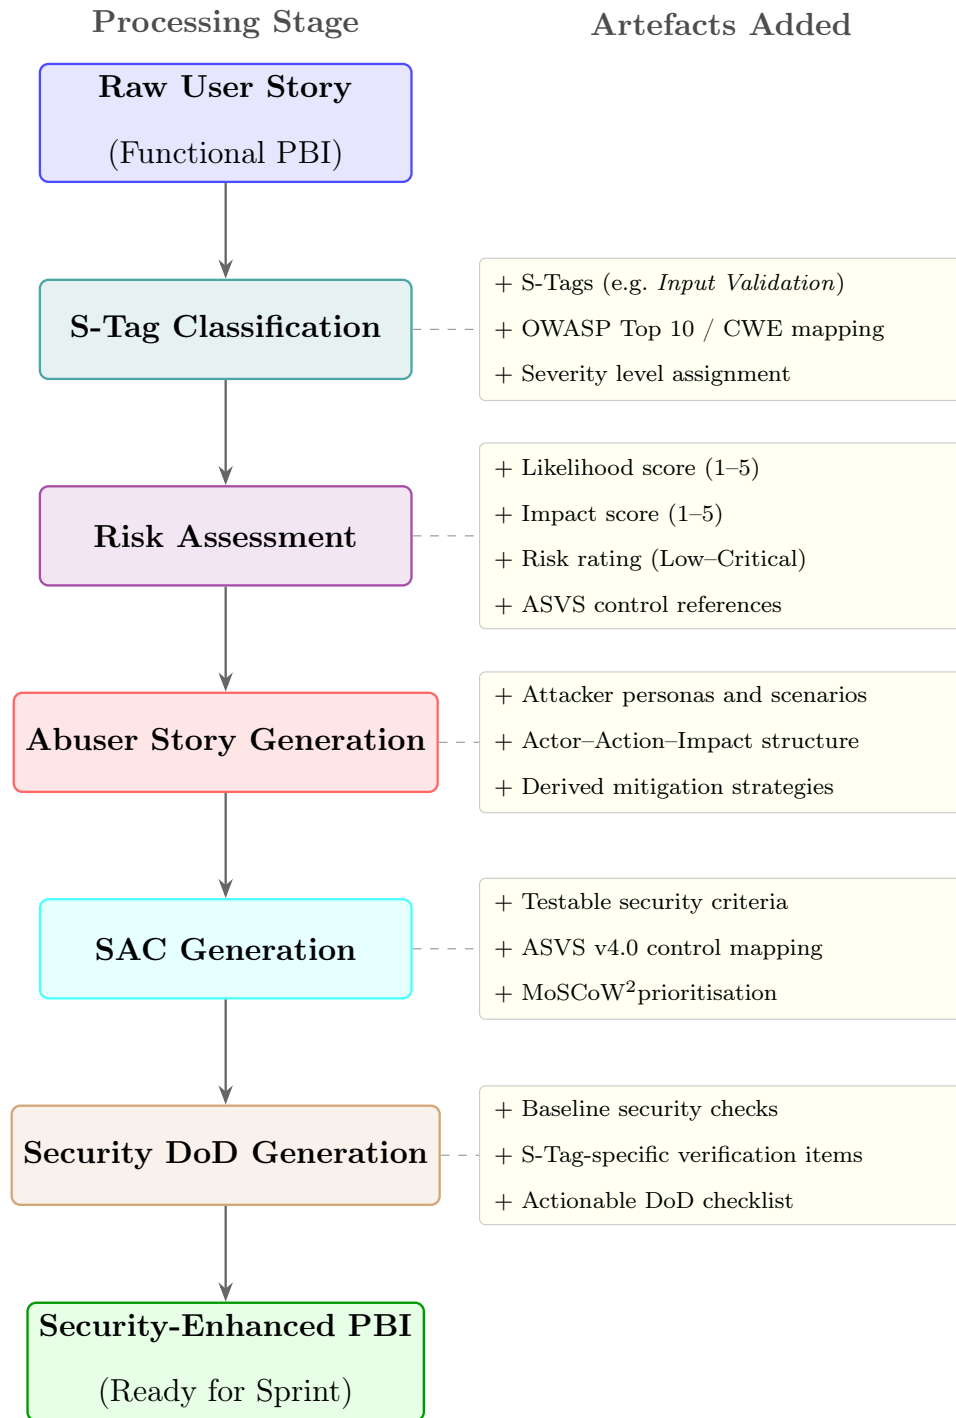 Processing Stage
Artefacts Added
Raw User Story
(Functional PBI)
S-Tag Classification
+ S-Tags (e.g. Input Validation)
+ OWASP Top 10 / CWE mapping
+ Severity level assignment
Risk Assessment
+ Likelihood score (1–5)
+ Impact score (1–5)
+ Risk rating (Low–Critical)
+ ASVS control references
Abuser Story Generation
+ Attacker personas and scenarios
+ Actor–Action–Impact structure
+ Derived mitigation strategies
SAC Generation
+ Testable security criteria
+ ASVS v4.0 control mapping
+ MoSCoW²prioritisation
Security DoD Generation
+ Baseline security checks
+ S-Tag-specific verification items
+ Actionable DoD checklist
Security-Enhanced PBI
(Ready for Sprint)